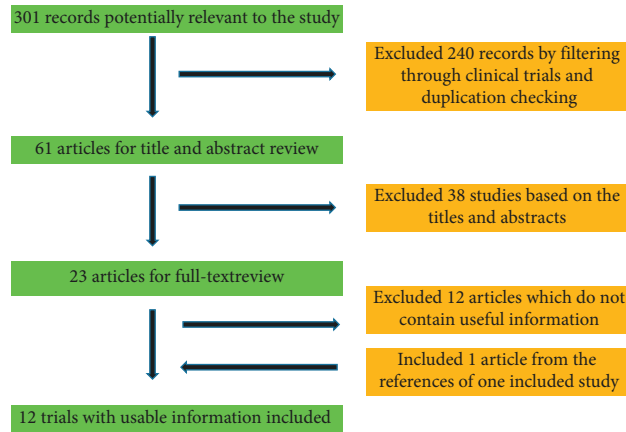 301 records potentially relevant to the study
Excluded 240 records by filtering
through clinical trials and
duplication checking
61 articles for title and abstract review
Excluded 38 studies based on the
titles and abstracts
23 articles for full-textreview
Excluded 12 articles which do not
contain useful information
Included 1 article from the
references of one included study
12 trials with usable information included